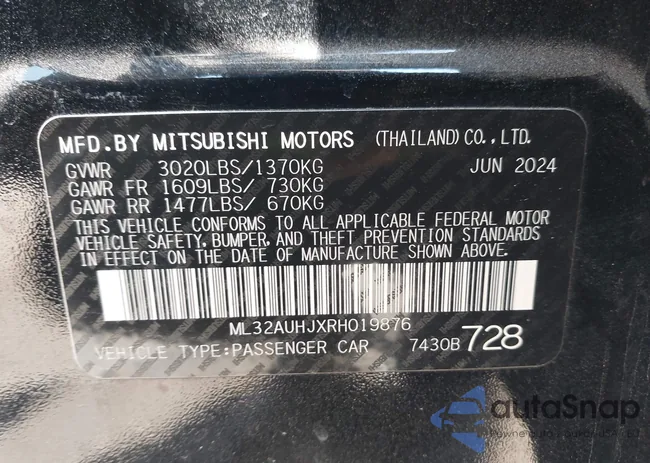 MFD.BY MITSUBISHI MOTORS (THAILAND) CO., LTD.
GVWR 3020LBS/1370KG JUN 2024
GAWR FR 1609LBS/ 730KG
GAWR RR 1477LBS/ 670KG
THIS VEHICLE CONFORMS TO ALL APPLICABLE FEDERAL MOTOR
VEHICLE SAFETY, BUMPER, AND THEFT PREVENTION STANDARDS
IN EFFECT ON THE DATE OF MANUFACTURE SHOWN ABOVE.
ML32AUHJXRH019876
VEHICLE TYPE:PASSENGER CAR 7430B 728
autoSnap